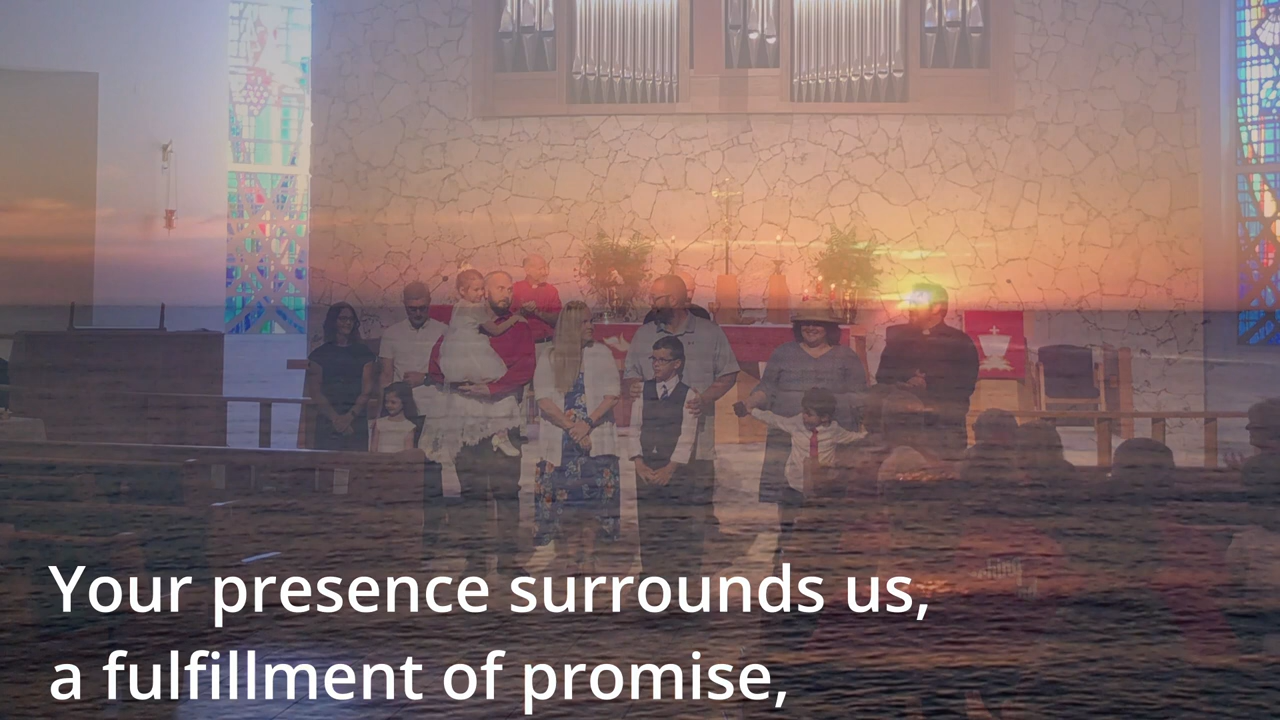 Your presence surrounds us,
a fulfillment of promise,